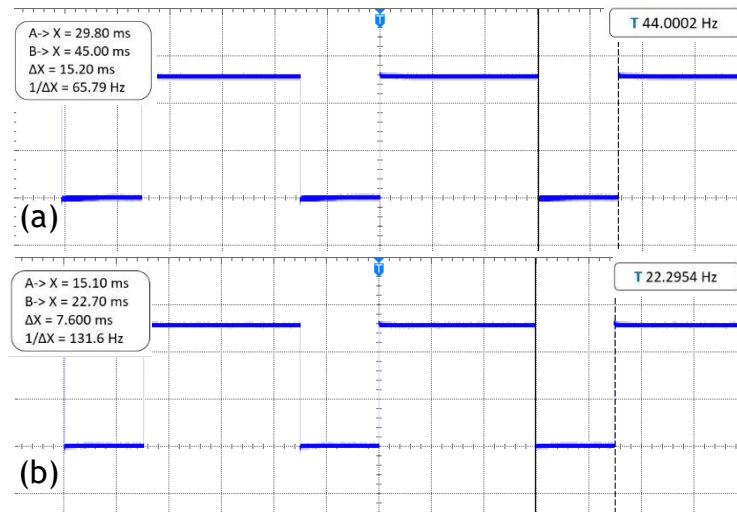 A-> X = 29.80 ms
B-> X = 45.00 ms
ΔX = 15.20 ms
1/ΔX = 65.79 Hz
T
T 44.0002 Hz
(a)
A-> X = 15.10 ms
B-> X = 22.70 ms
ΔX = 7.600 ms
1/ΔX = 131.6 Hz
T
T 22.2954 Hz
(b)